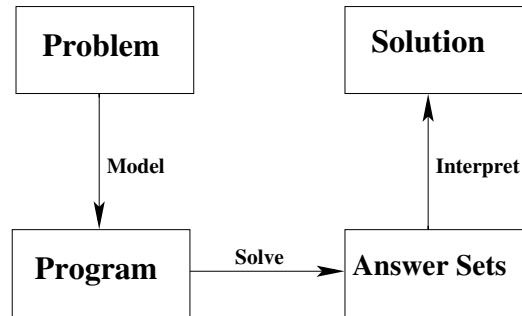 Problem
Solution
Model
Interpret
Program
Solve
Answer Sets